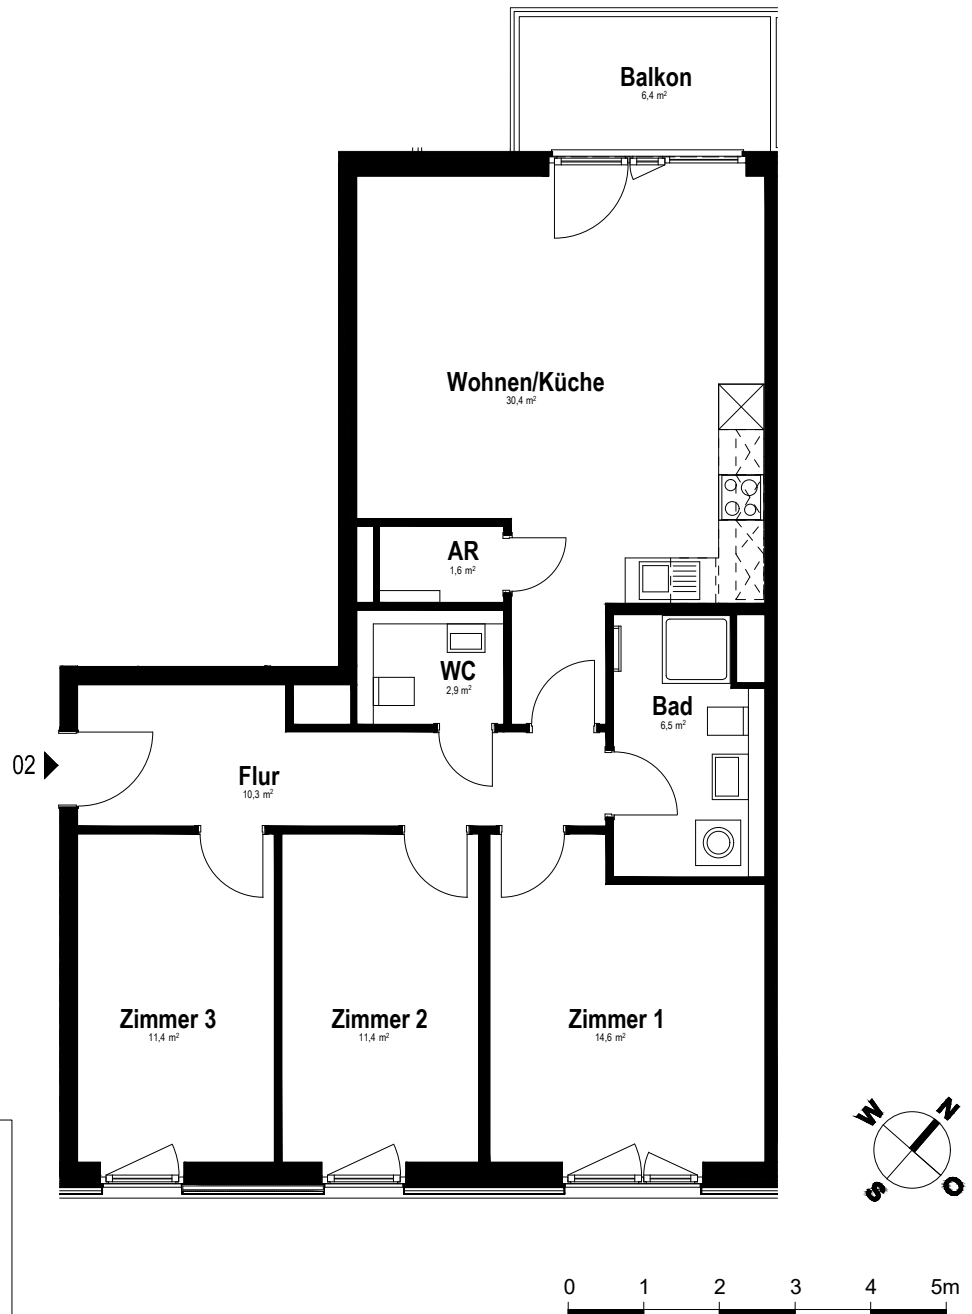 Balkon
6,4 m²
Wohnen/Küche
30,4 m²
AR
1,6 m²
WC
2,9 m²
Bad
6,5 m²
02
Flur
10,3 m²
Zimmer 3
11,4 m²
Zimmer 2
11,4 m²
Zimmer 1
14,6 m²
W N
S O
0 1 2 3 4 5m